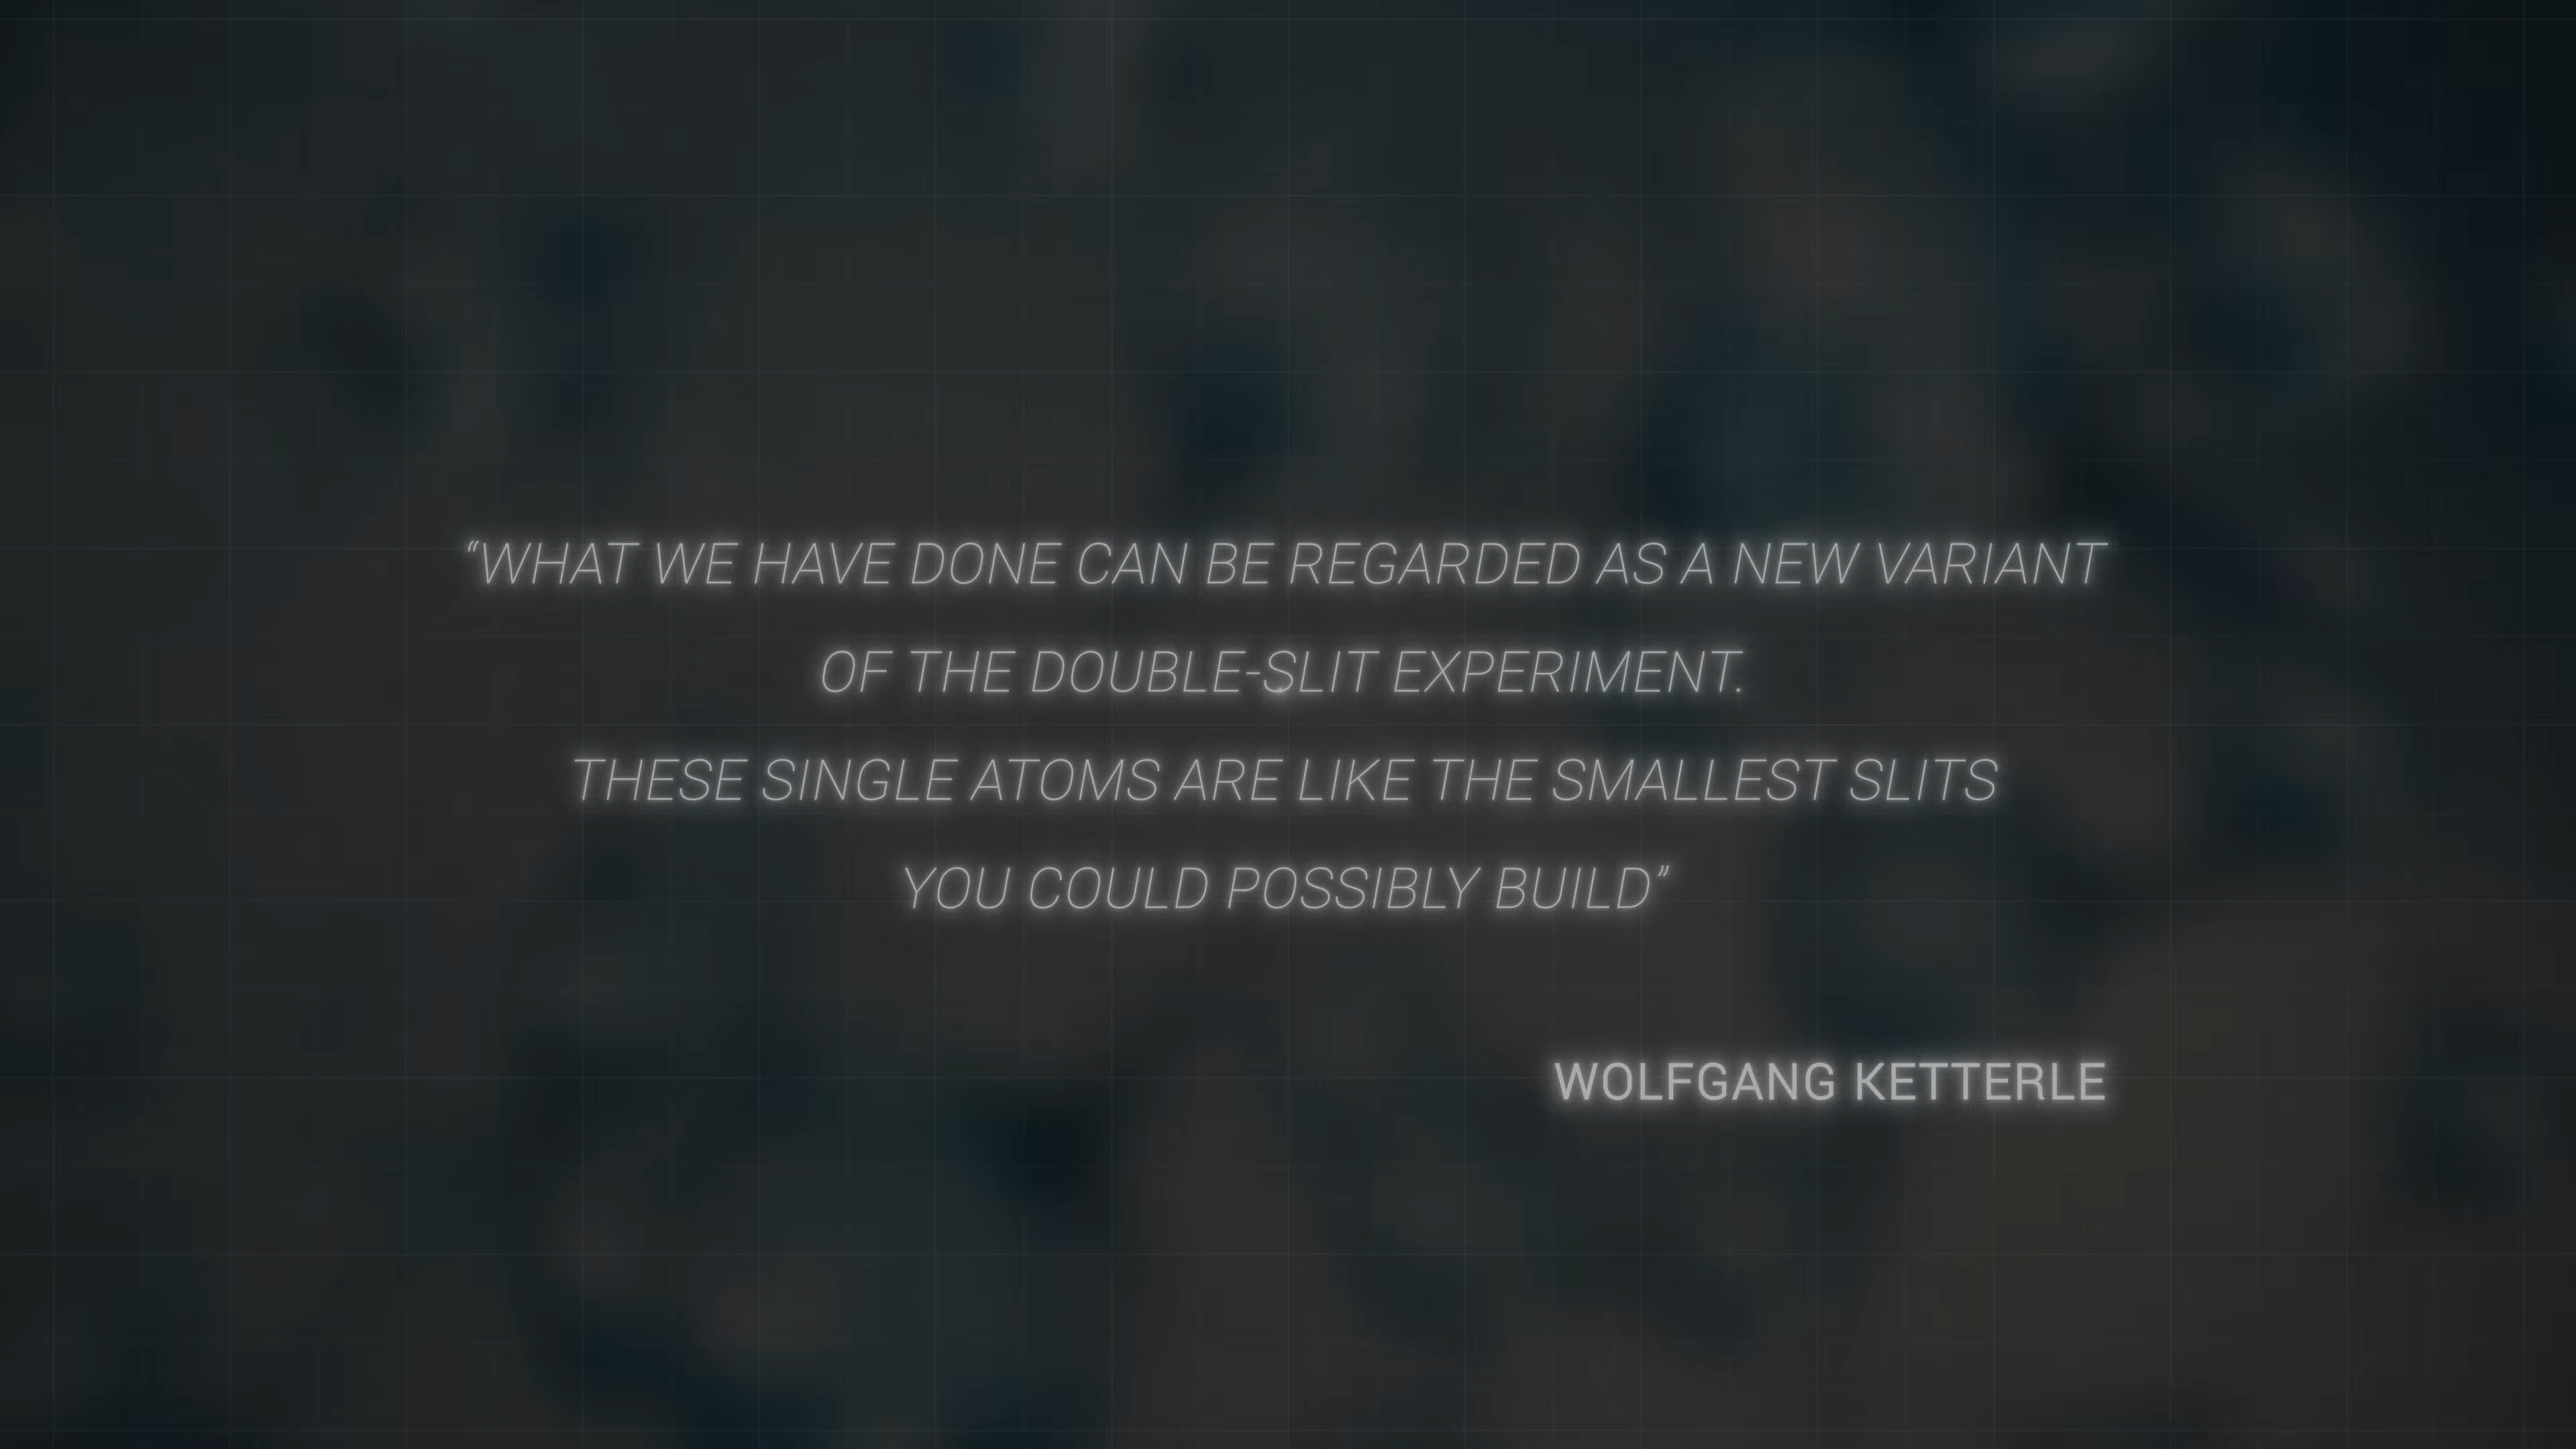 “WHAT WE HAVE DONE CAN BE REGARDED AS A NEW VARIANT
OF THE DOUBLE-SLIT EXPERIMENT.
THESE SINGLE ATOMS ARE LIKE THE SMALLEST SLITS
YOU COULD POSSIBLY BUILD”
WOLFGANG KETTERLE